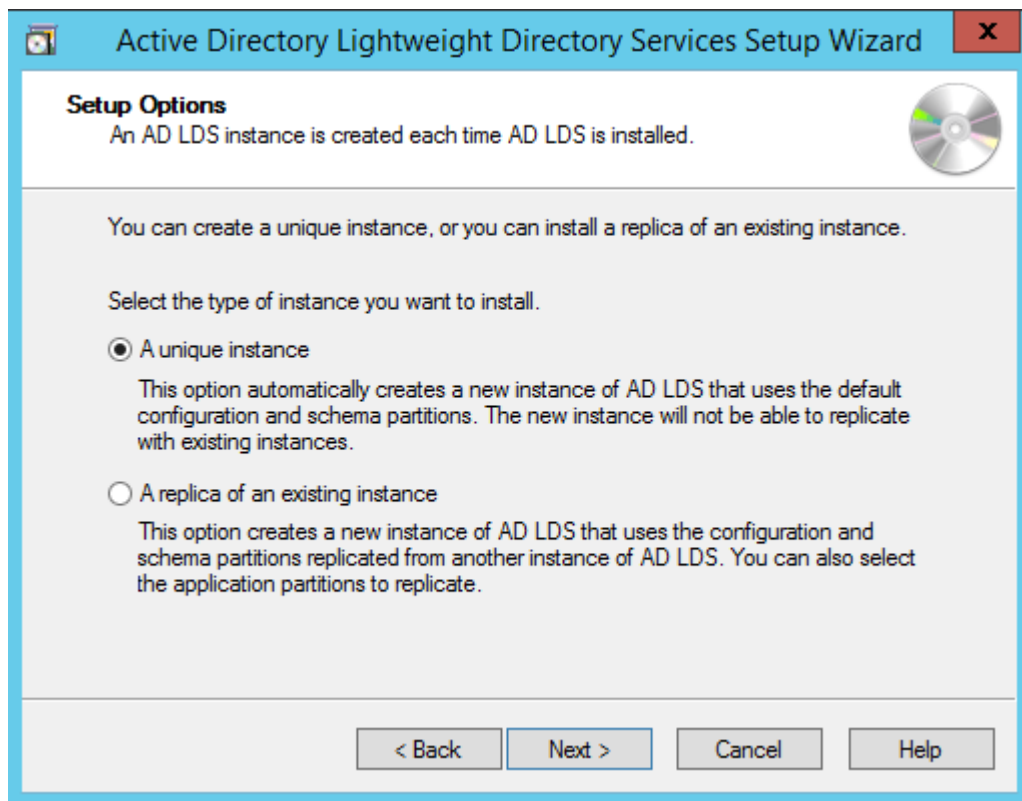 Active Directory Lightweight Directory Services Setup Wizard
x
Setup Options
An AD LDS instance is created each time AD LDS is installed.
You can create a unique instance, or you can install a replica of an existing instance.
Select the type of instance you want to install.
A unique instance
This option automatically creates a new instance of AD LDS that uses the default
configuration and schema partitions. The new instance will not be able to replicate
with existing instances.
A replica of an existing instance
This option creates a new instance of AD LDS that uses the configuration and
schema partitions replicated from another instance of AD LDS. You can also select
the application partitions to replicate.
< Back Next > Cancel Help